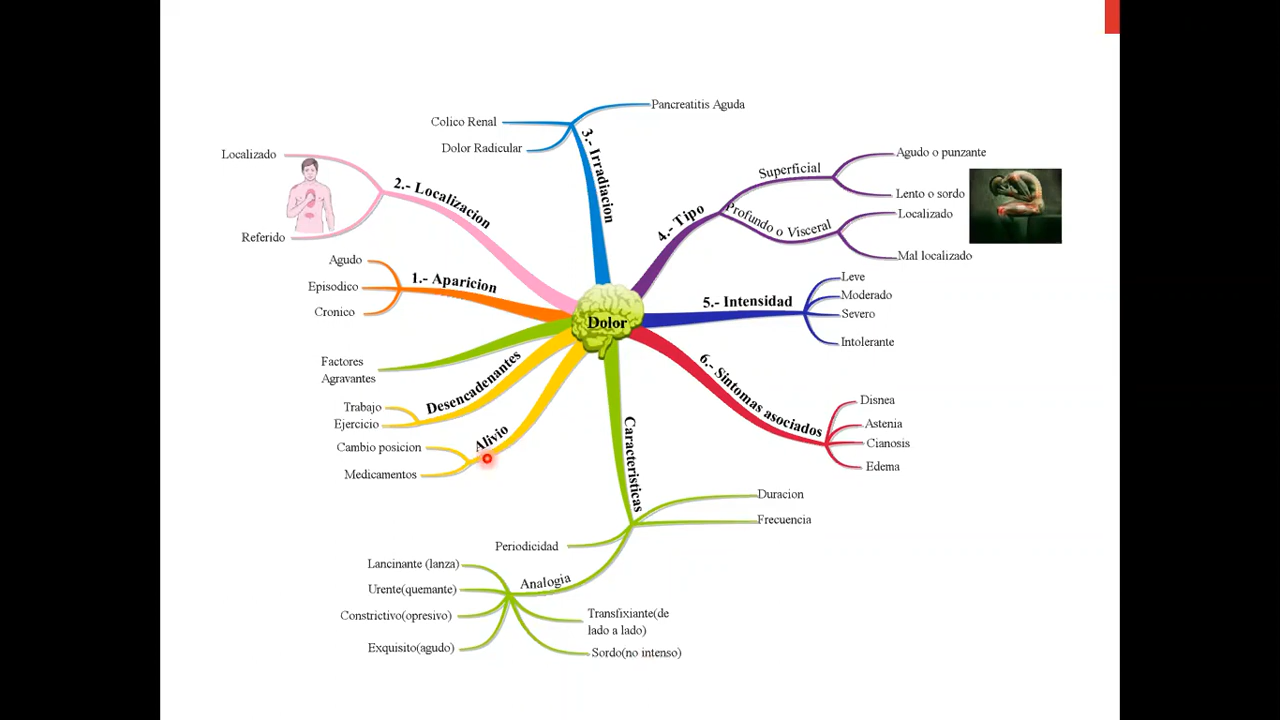 Pancreatitis Aguda
Colico Renal
Dolor Radicular
3.- Irradiacion
Localizado
2.- Localizacion
Referido
Agudo
Episodico
Cronico
1.- Aparicion
Superficial
Agudo o punzante
Lento o sordo
4.- Tipo
Profundo o Visceral
Localizado
Mal localizado
5.- Intensidad
Leve
Moderado
Severo
Intolerante
Dolor
Factores
Agravantes
Desencadenantes
Trabajo
Ejercicio
Alivio
Cambio posicion
Medicamentos
6.- Sintomas asociados
Disnea
Astenia
Cianosis
Edema
Caracteristicas
Duracion
Frecuencia
Periodicidad
Analogia
Lancinante (lanza)
Urente(quemante)
Constrictivo(opresivo)
Exquisito(agudo)
Transfixiante(de
lado a lado)
Sordo(no intenso)